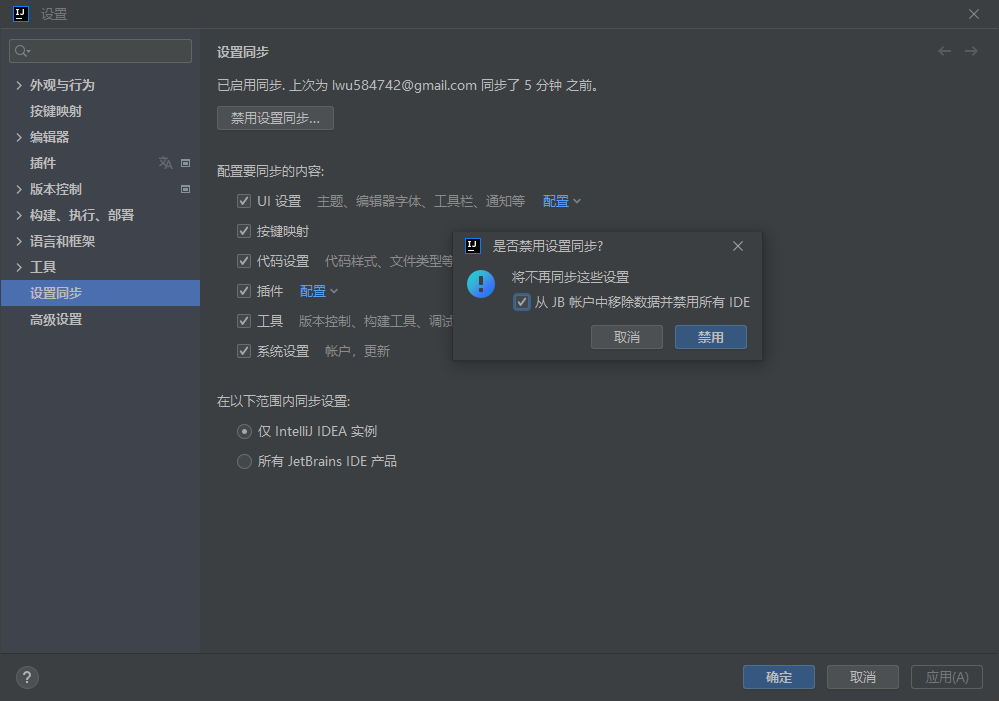 设置
外观与行为
按键映射
编辑器
插件
版本控制
构建、执行、部署
语言和框架
工具
设置同步
高级设置
设置同步
已启用同步. 上次为 lwu584742@gmail.com 同步了 5 分钟 之前。
禁用设置同步...
配置要同步的内容:
UI 设置 主题、编辑器字体、工具栏、通知等 配置
按键映射
代码设置 代码样式、文件类型等
插件 配置
工具 版本控制、构建工具、调试
系统设置 帐户，更新
在以下范围内同步设置:
仅 IntelliJ IDEA 实例
所有 JetBrains IDE 产品
是否禁用设置同步?
将不再同步这些设置
从 JB 帐户中移除数据并禁用所有 IDE
取消 禁用
? 确定 取消 应用(A)